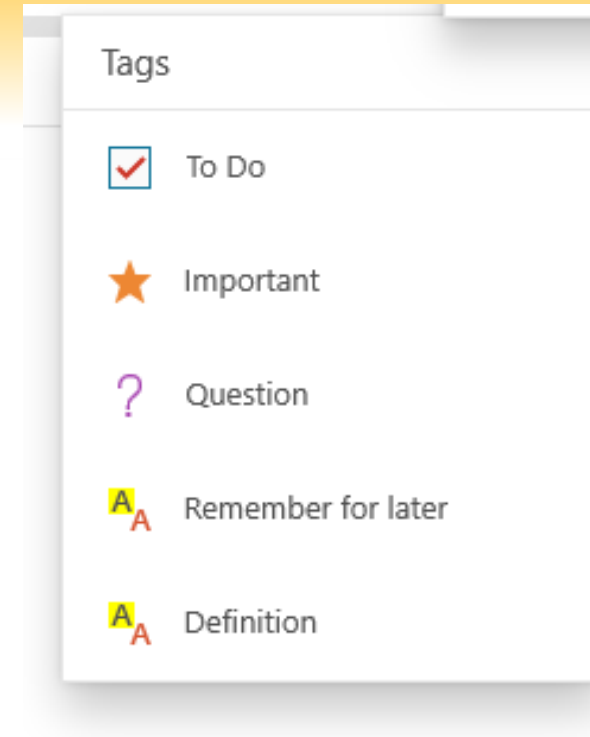 Tags
To Do
Important
? Question
A A Remember for later
A A Definition